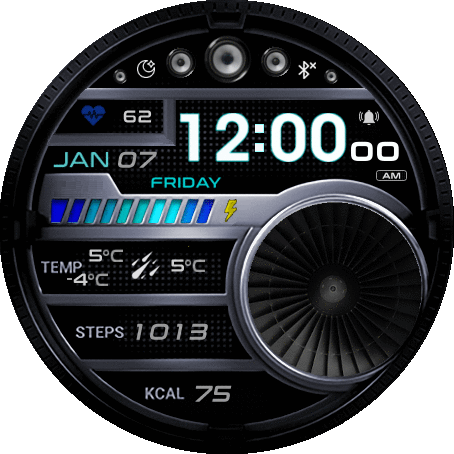 62
12:00 00
JAN 07
AM
FRIDAY
TEMP 5°C -4°C 5°C
STEPS 1013
KCAL 75